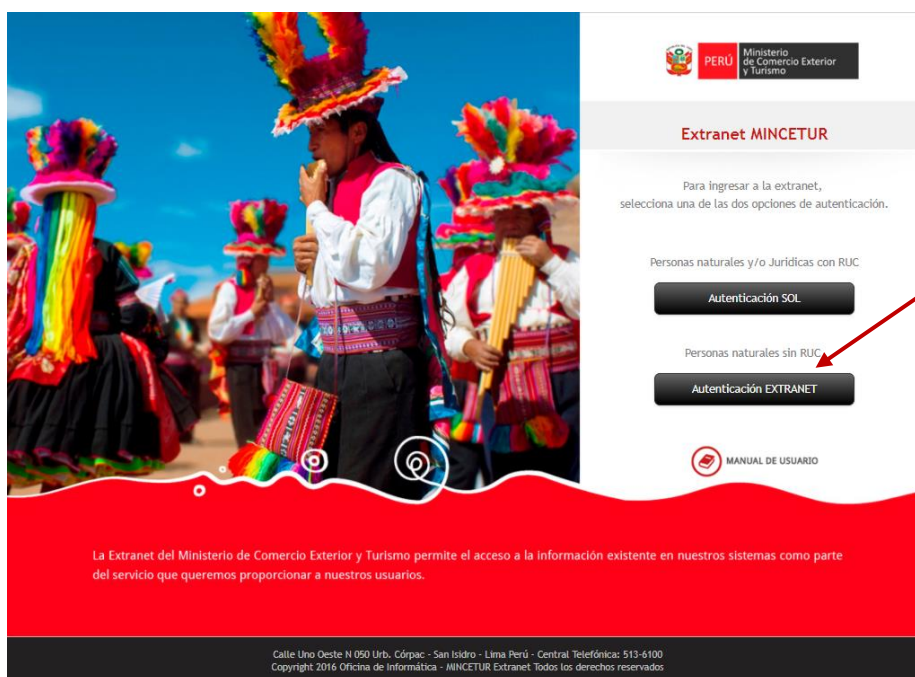 PERÚ
Ministerio
de Comercio Exterior
y Turismo
Extranet MINCETUR
Para ingresar a la extranet,
selecciona una de las dos opciones de autenticación.
Personas naturales y/o Juridicas con RUC
Autenticación SOL
Personas naturales sin RUC
Autenticación EXTRANET
MANUAL DE USUARIO
La Extranet del Ministerio de Comercio Exterior y Turismo permite el acceso a la información existente en nuestros sistemas como parte
del servicio que queremos proporcionar a nuestros usuarios.
Calle Uno Oeste N 050 Urb. Córpac - San Isidro - Lima Perú - Central Telefónica: 513-6100
Copyright 2016 Oficina de Informática - MINCETUR Extranet Todos los derechos reservados